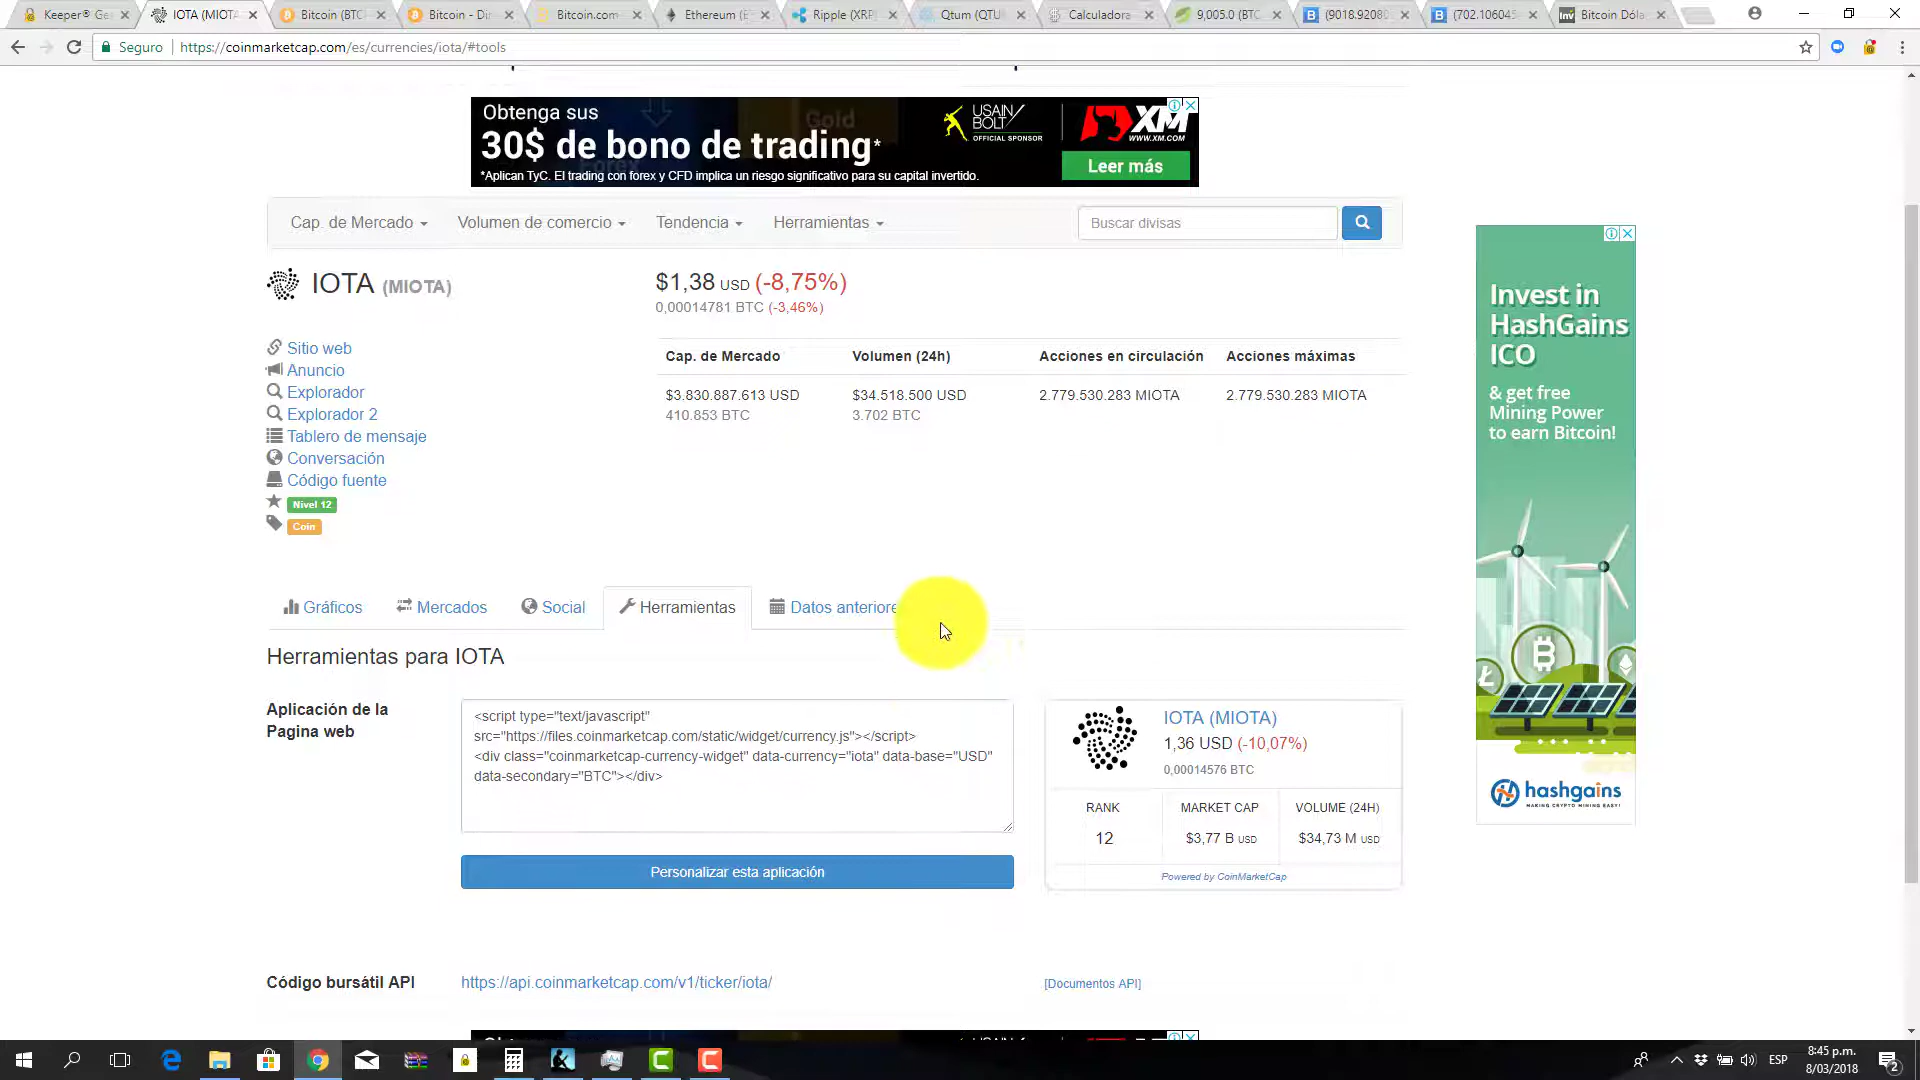 Keeper® Ge
IOTA (MIOTA
Bitcoin (BTC
Bitcoin - Di
Bitcoin.com
Ethereum (E
Ripple (XRP
Qtum (QTU
Calculadora
9,005.0 (BTC
(9018.92080
(702.106045
Bitcoin Dóla
Seguro
https://coinmarketcap.com/es/currencies/iota/#tools
Obtenga sus
30$ de bono de trading*
*Aplican TyC. El trading con forex y CFD implica un riesgo significativo para su capital invertido.
Gold
Forex
USAIN
BOLT
OFFICIAL SPONSOR
XM
WWW.XM.COM
Leer más
Cap. de Mercado
Volumen de comercio
Tendencia
Herramientas
Buscar divisas
IOTA (MIOTA)
$1,38 USD (-8,75%)
0,00014781 BTC (-3,46%)
Sitio web
Anuncio
Explorador
Explorador 2
Tablero de mensaje
Conversación
Código fuente
Nivel 12
Coin
Cap. de Mercado
Volumen (24h)
Acciones en circulación
Acciones máximas
$3.830.887.613 USD
$34.518.500 USD
2.779.530.283 MIOTA
2.779.530.283 MIOTA
410.853 BTC
3.702 BTC
Invest in
HashGains
ICO
& get free
Mining Power
to earn Bitcoin!
hashgains
MAKING CRYPTO MINING EASY!
Gráficos
Mercados
Social
Herramientas
Datos anteriore
Herramientas para IOTA
Aplicación de la
Pagina web
<script type="text/javascript"
src="https://files.coinmarketcap.com/static/widget/currency.js"></script>
<div class="coinmarketcap-currency-widget" data-currency="iota" data-base="USD"
data-secondary="BTC"></div>
IOTA (MIOTA)
1,36 USD (-10,07%)
0,00014576 BTC
RANK
MARKET CAP
VOLUME (24H)
12
$3,77 B USD
$34,73 M USD
Powered by CoinMarketCap
Personalizar esta aplicación
Código bursátil API
https://api.coinmarketcap.com/v1/ticker/iota/
[Documentos API]
ESP
8:45 p.m.
8/03/2018
2